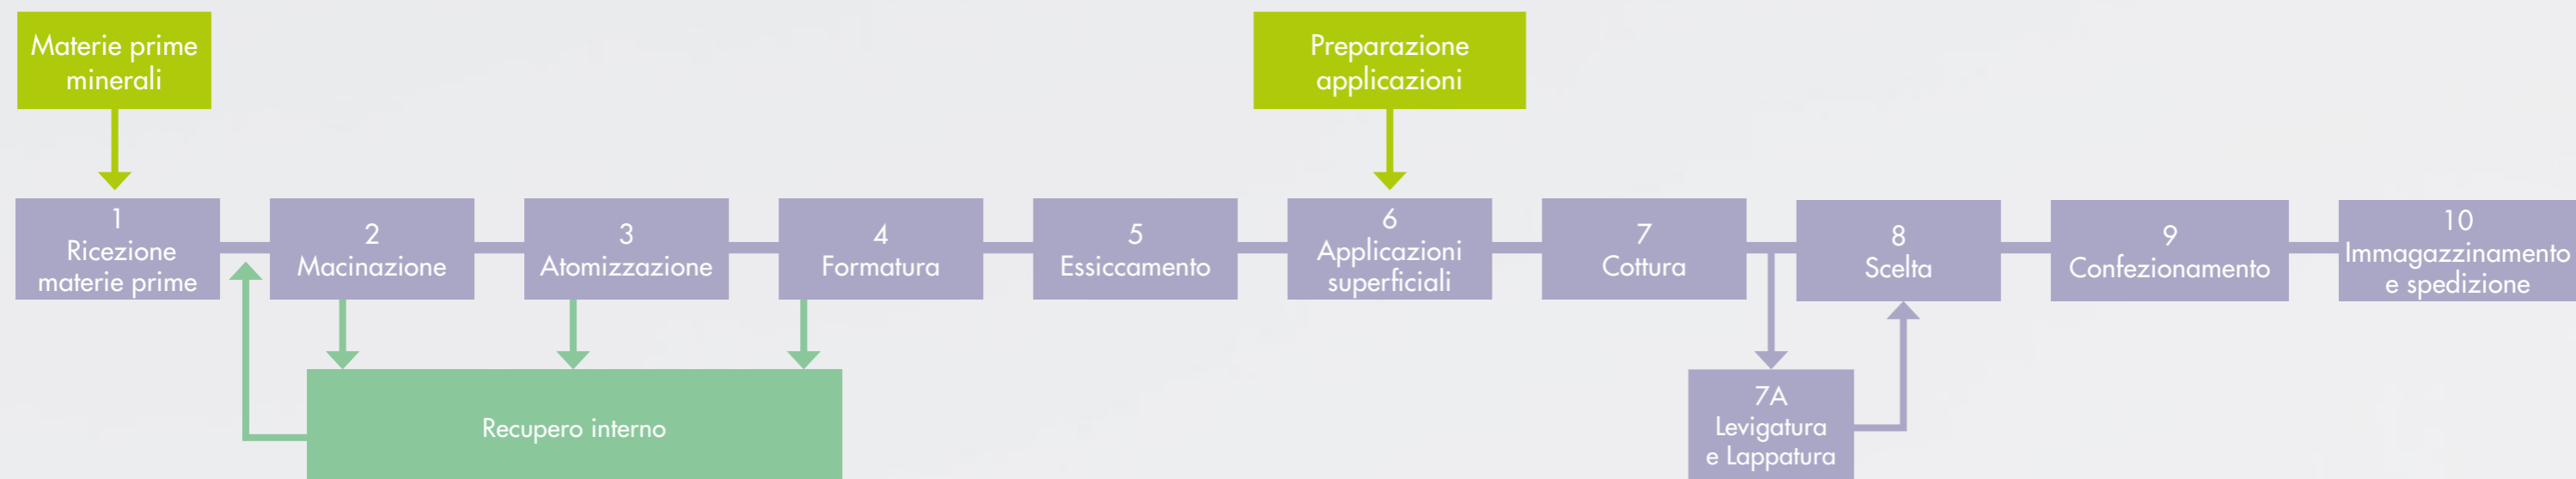 Materie prime
minerali
Preparazione
applicazioni
1
Ricezione
materie prime
2
Macinazione
3
Atomizzazione
4
Formatura
5
Essiccamento
6
Applicazioni
superficiali
7
Cottura
8
Scelta
9
Confezionamento
10
Immagazzinamento
e spedizione
Recupero interno
7A
Levigatura
e Lappatura